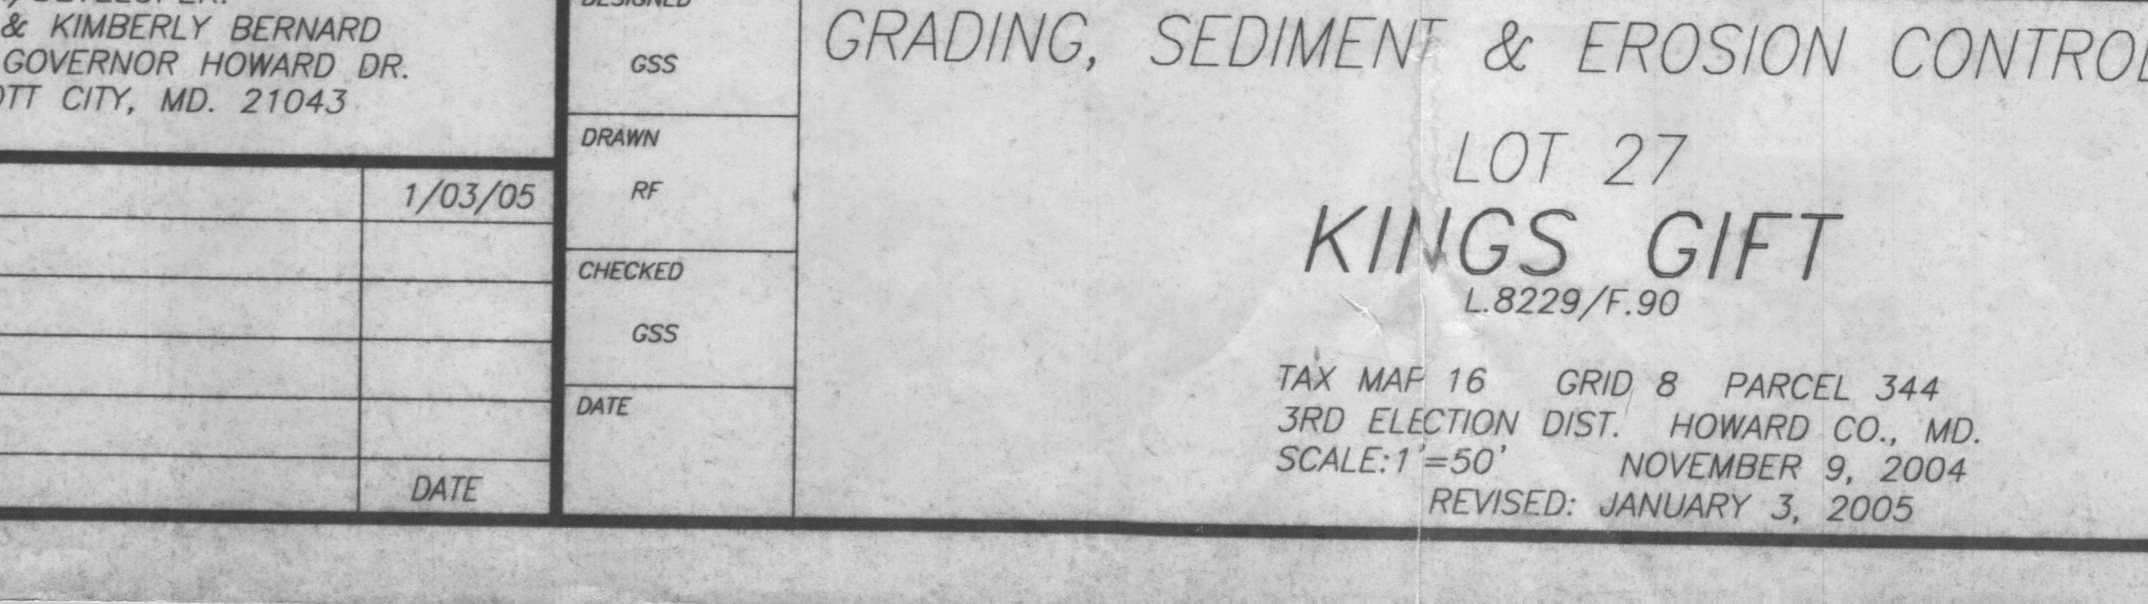 & KIMBERLY BERNARD
GOVERNOR HOWARD DR.
CITY, MD. 21043
1/03/05
DATE
DESIGNED
GSS
DRAWN
RF
CHECKED
GSS
DATE
GRADING, SEDIMENT & EROSION CONTROL
LOT 27
KINGS GIFT
L.8229/F.90
TAX MAP 16 GRID 8 PARCEL 344
3RD ELECTION DIST. HOWARD CO., MD.
SCALE:1'=50' NOVEMBER 9, 2004
REVISED: JANUARY 3, 2005